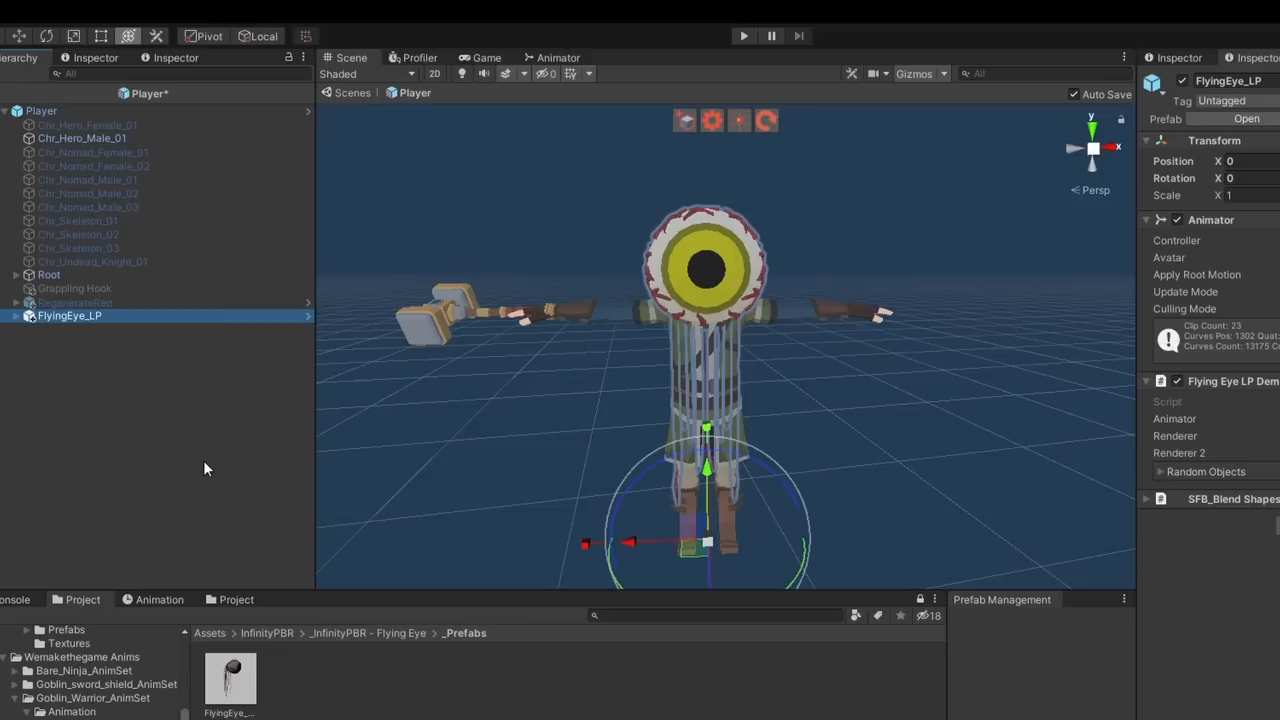 Pivot
Local
erarchy
Inspector
Inspector
Scene
Profiler
Game
Animator
Inspector
Inspector
All
Shaded
2D
0
Gizmos
All
Player*
Scenes
Player
Auto Save
FlyingEye_LP
Tag
Untagged
Prefab
Open
Player
Chr_Hero_Female_01
Chr_Hero_Male_01
Chr_Nomad_Female_01
Chr_Nomad_Female_02
Chr_Nomad_Male_01
Chr_Nomad_Male_02
Chr_Nomad_Male_03
Chr_Skeleton_01
Chr_Skeleton_02
Chr_Skeleton_03
Chr_Undead_Knight_01
Root
Grappling Hook
RegenerateRed
FlyingEye_LP
y
x
Persp
Transform
Position X 0
Rotation X 0
Scale X 1
Animator
Controller
Avatar
Apply Root Motion
Update Mode
Culling Mode
Clip Count: 23
Curves Pos: 1302 Quat:
Curves Count: 13175 Co
Flying Eye LP Dem
Script
Animator
Renderer
Renderer 2
Random Objects
SFB_Blend Shapes
onsole
Project
Animation
Project
18
Prefab Management
Prefabs
Textures
Wemakethegame Anims
Bare_Ninja_AnimSet
Goblin_sword_shield_AnimSet
Goblin_Warrior_AnimSet
Animation
Assets
InfinityPBR
_InfinityPBR - Flying Eye
_Prefabs
FlyingEye_...